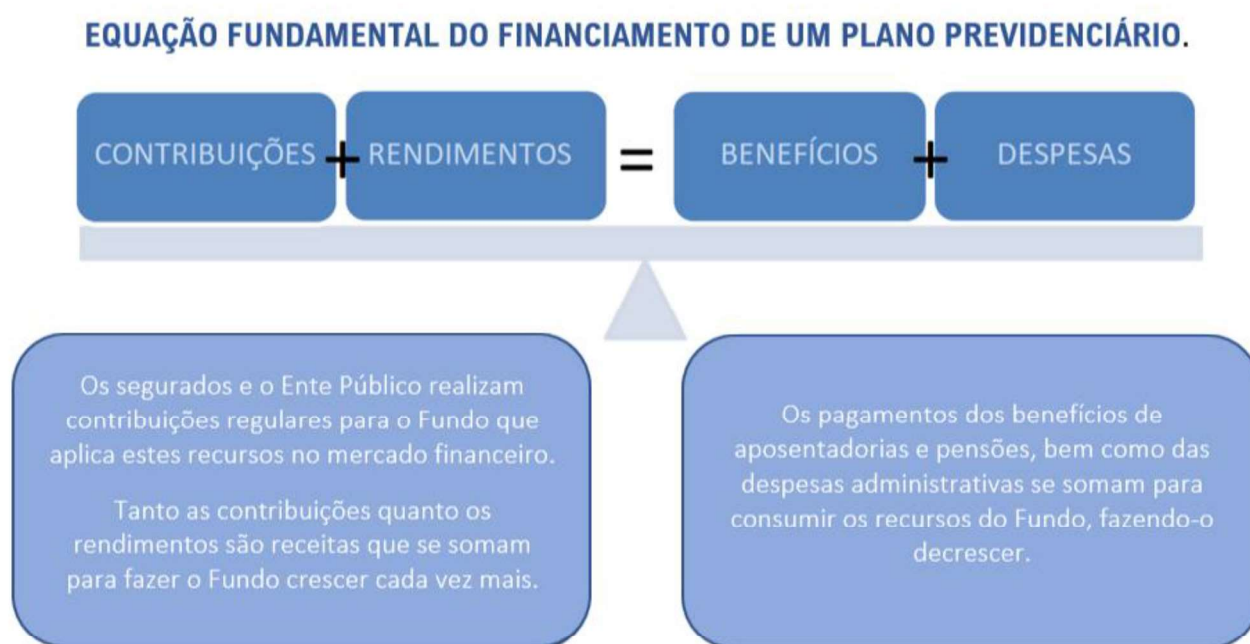 EQUAÇÃO FUNDAMENTAL DO FINANCIAMENTO DE UM PLANO PREVIDENCIÁRIO.
CONTRIBUIÇÕES + RENDIMENTOS = BENEFÍCIOS + DESPESAS
Os segurados e o Ente Público realizam
contribuições regulares para o Fundo que
aplica estes recursos no mercado financeiro.
Tanto as contribuições quanto os
rendimentos são receitas que se somam
para fazer o Fundo crescer cada vez mais.
Os pagamentos dos benefícios de
aposentadorias e pensões, bem como das
despesas administrativas se somam para
consumir os recursos do Fundo, fazendo-o
decrescer.